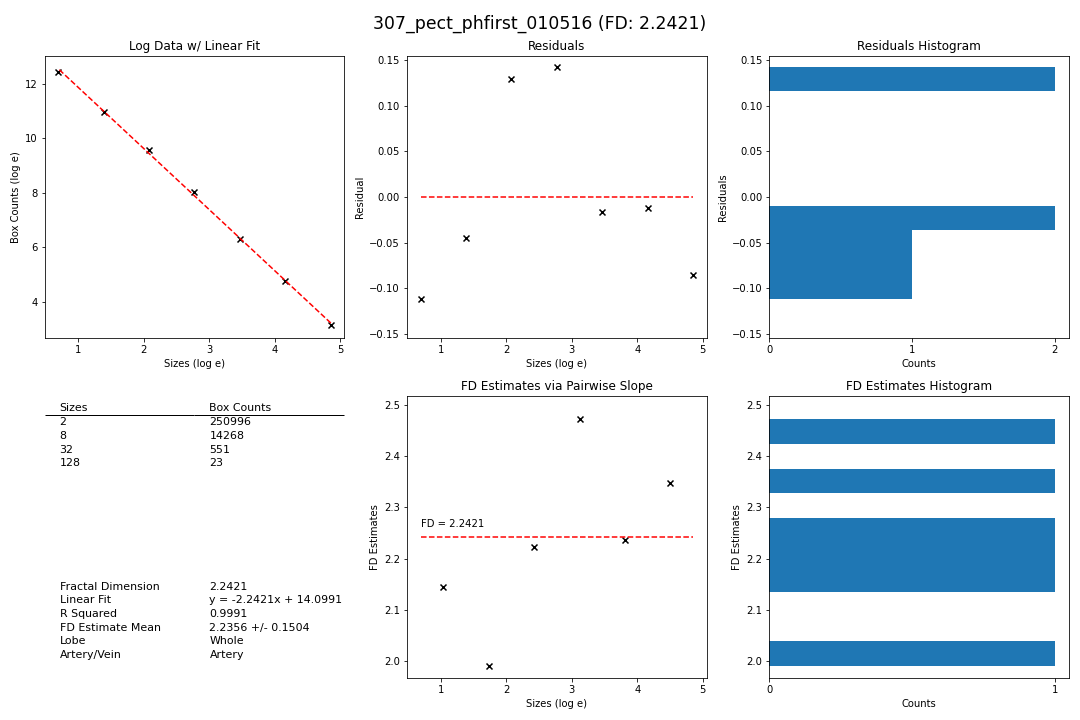 307_pect_phfirst_010516 (FD: 2.2421)
Log Data w/ Linear Fit
12
10
8
6
4
Box Counts (log e)
1 2 3 4 5
Sizes (log e)
Residuals
0.15
0.10
0.05
0.00
−0.05
−0.10
−0.15
Residual
1 2 3 4 5
Sizes (log e)
Residuals Histogram
0.15
0.10
0.05
0.00
−0.05
−0.10
−0.15
Residuals
0 1 2
Counts
Sizes Box Counts
2 250996
8 14268
32 551
128 23
Fractal Dimension 2.2421
Linear Fit y = -2.2421x + 14.0991
R Squared 0.9991
FD Estimate Mean 2.2356 +/- 0.1504
Lobe Whole
Artery/Vein Artery
FD Estimates via Pairwise Slope
2.5
2.4
2.3
2.2
2.1
2.0
FD Estimates
FD = 2.2421
1 2 3 4 5
Sizes (log e)
FD Estimates Histogram
2.5
2.4
2.3
2.2
2.1
2.0
FD Estimates
0 1
Counts